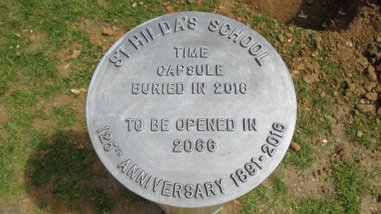 ST HILDA'S SCHOOL
TIME
CAPSULE
BURIED IN 2016
TO BE OPENED IN
2066
125TH ANNIVERSARY 1891-2016